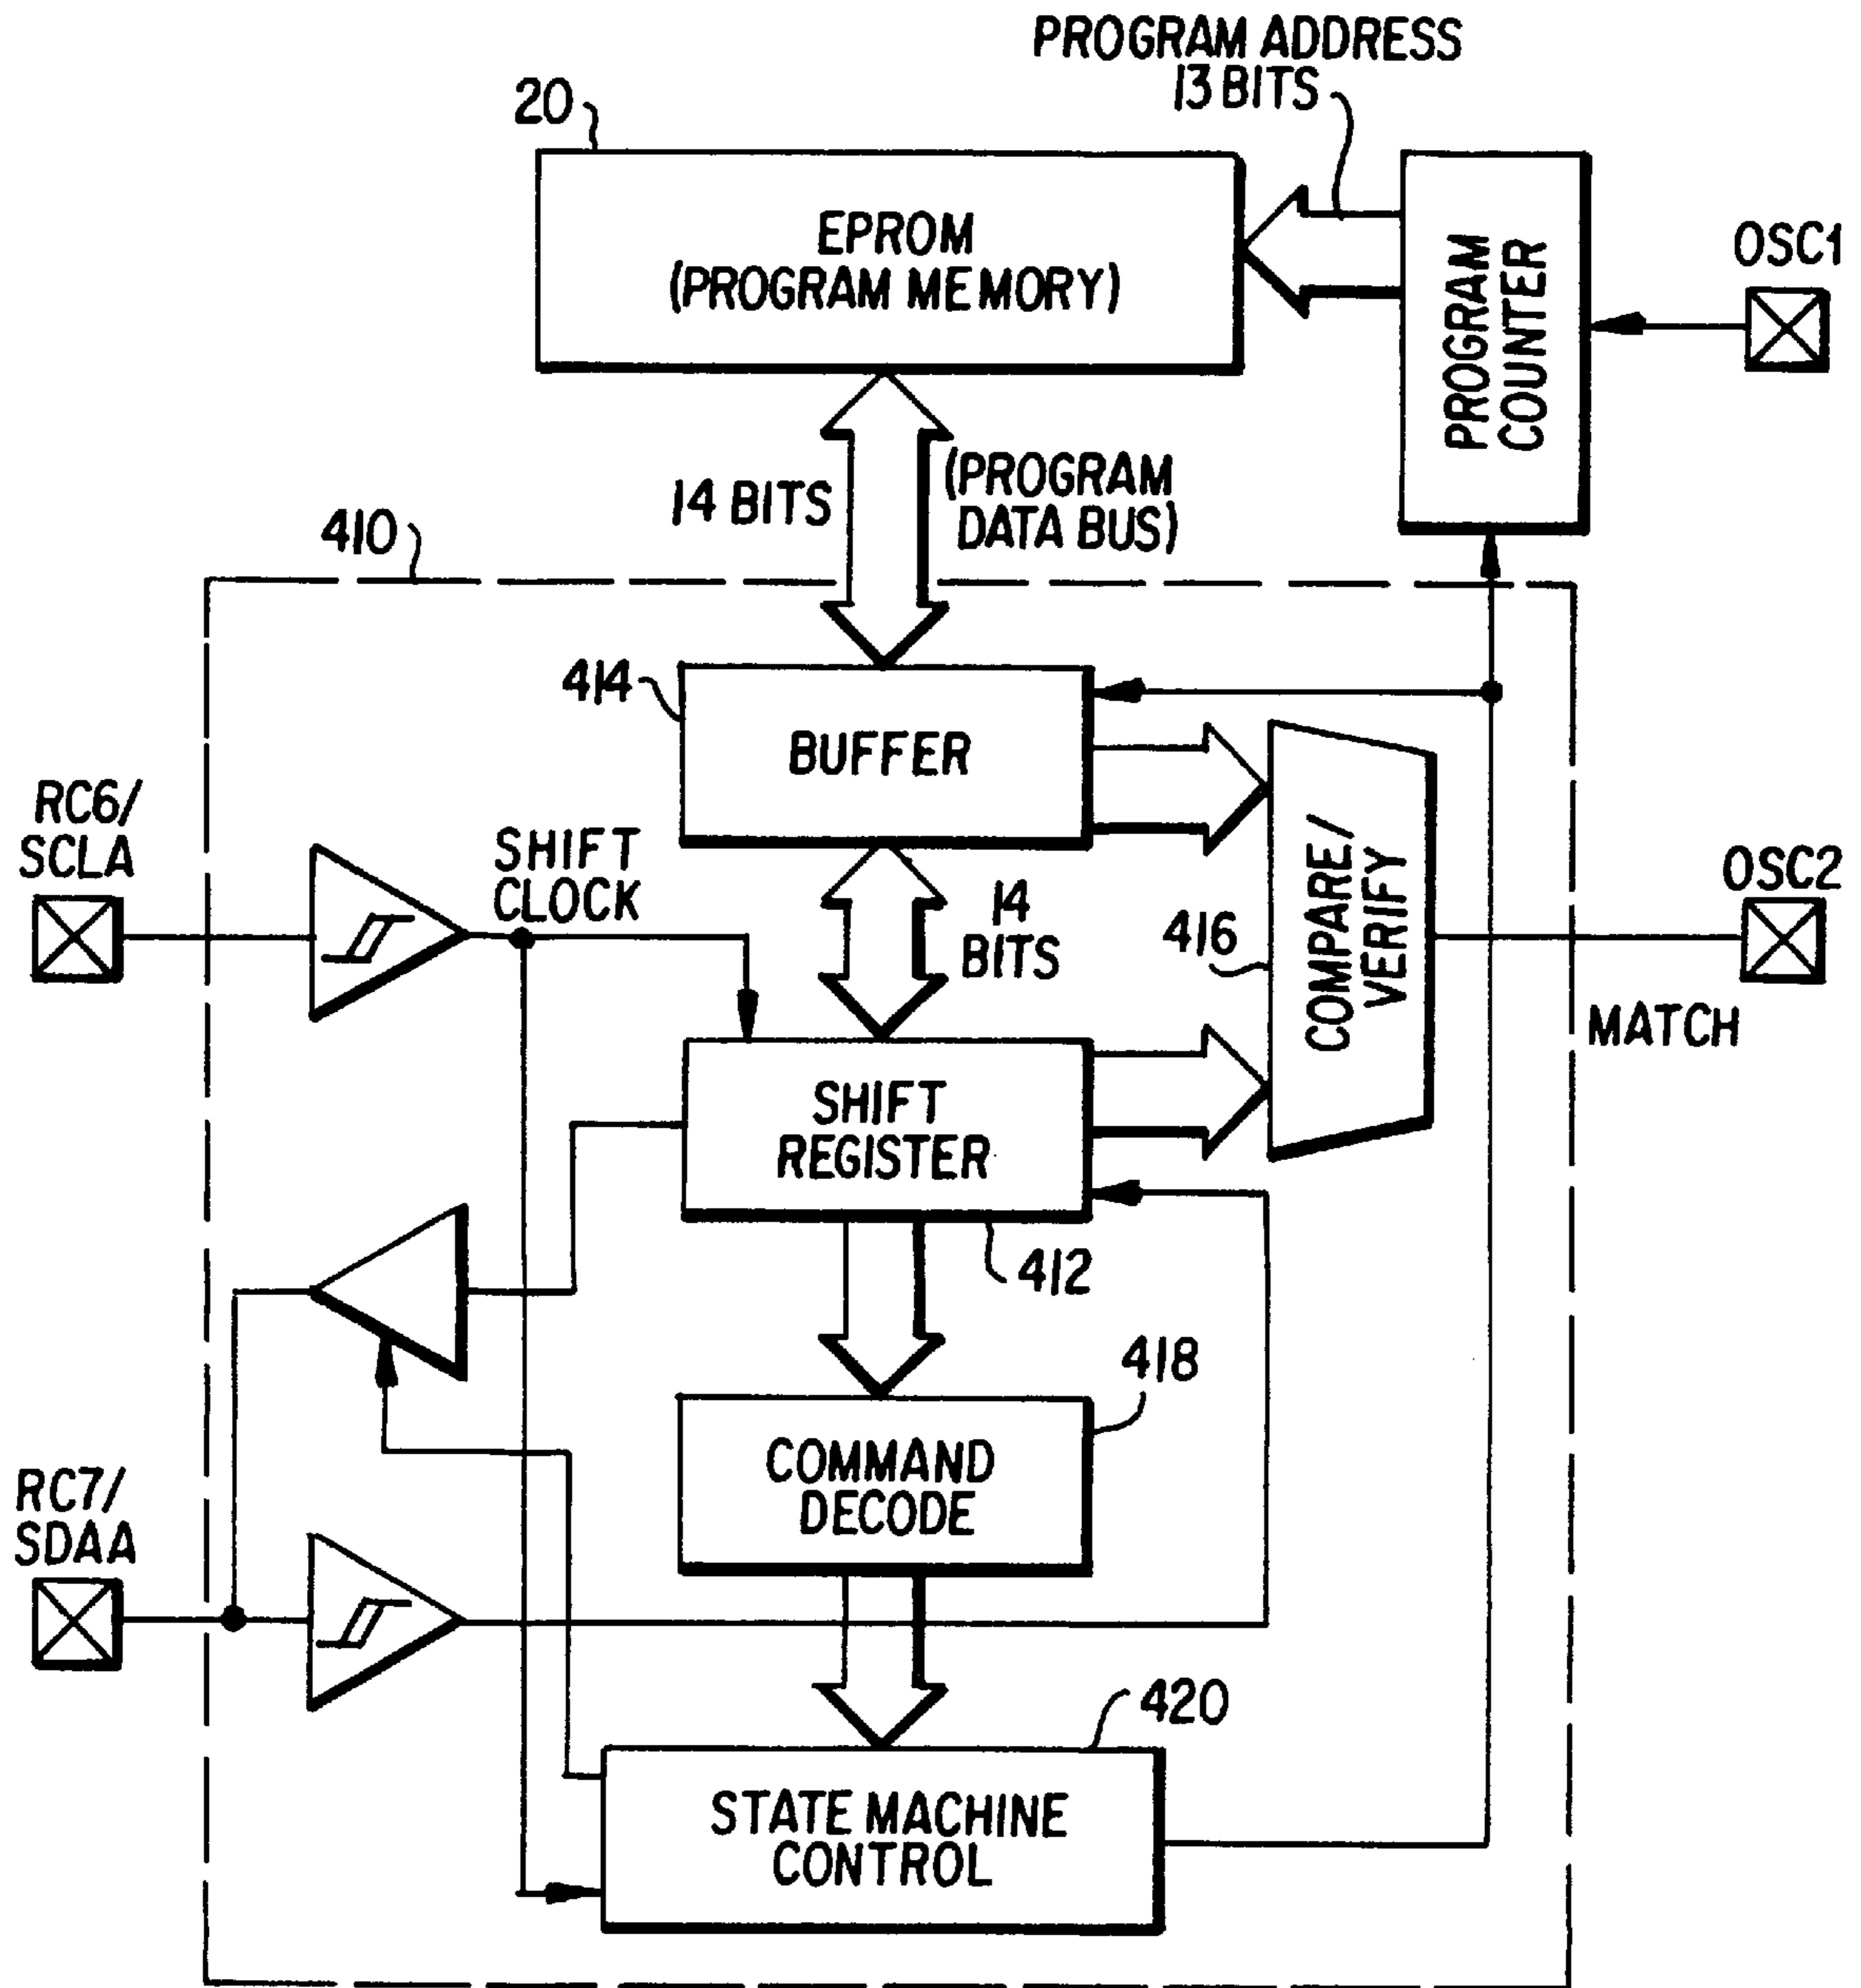 PROGRAM ADDRESS
13 BITS
20
EPROM
(PROGRAM MEMORY)
PROGRAM
COUNTER
OSC1
14 BITS
(PROGRAM
DATA BUS)
410
414
BUFFER
RC6/
SCLA
SHIFT
CLOCK
14
BITS
416
COMPARE/
VERIFY
OSC2
MATCH
SHIFT
REGISTER
412
418
COMMAND
DECODE
RC7/
SDAA
420
STATE MACHINE
CONTROL